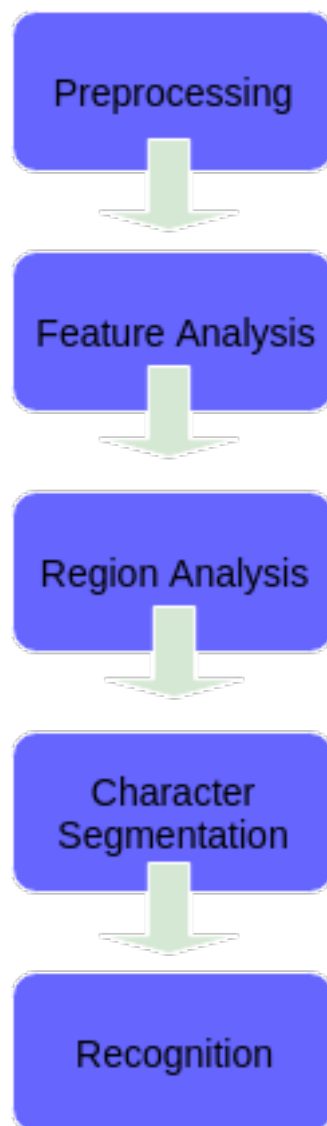 Preprocessing
Feature Analysis
Region Analysis
Character
Segmentation
Recognition